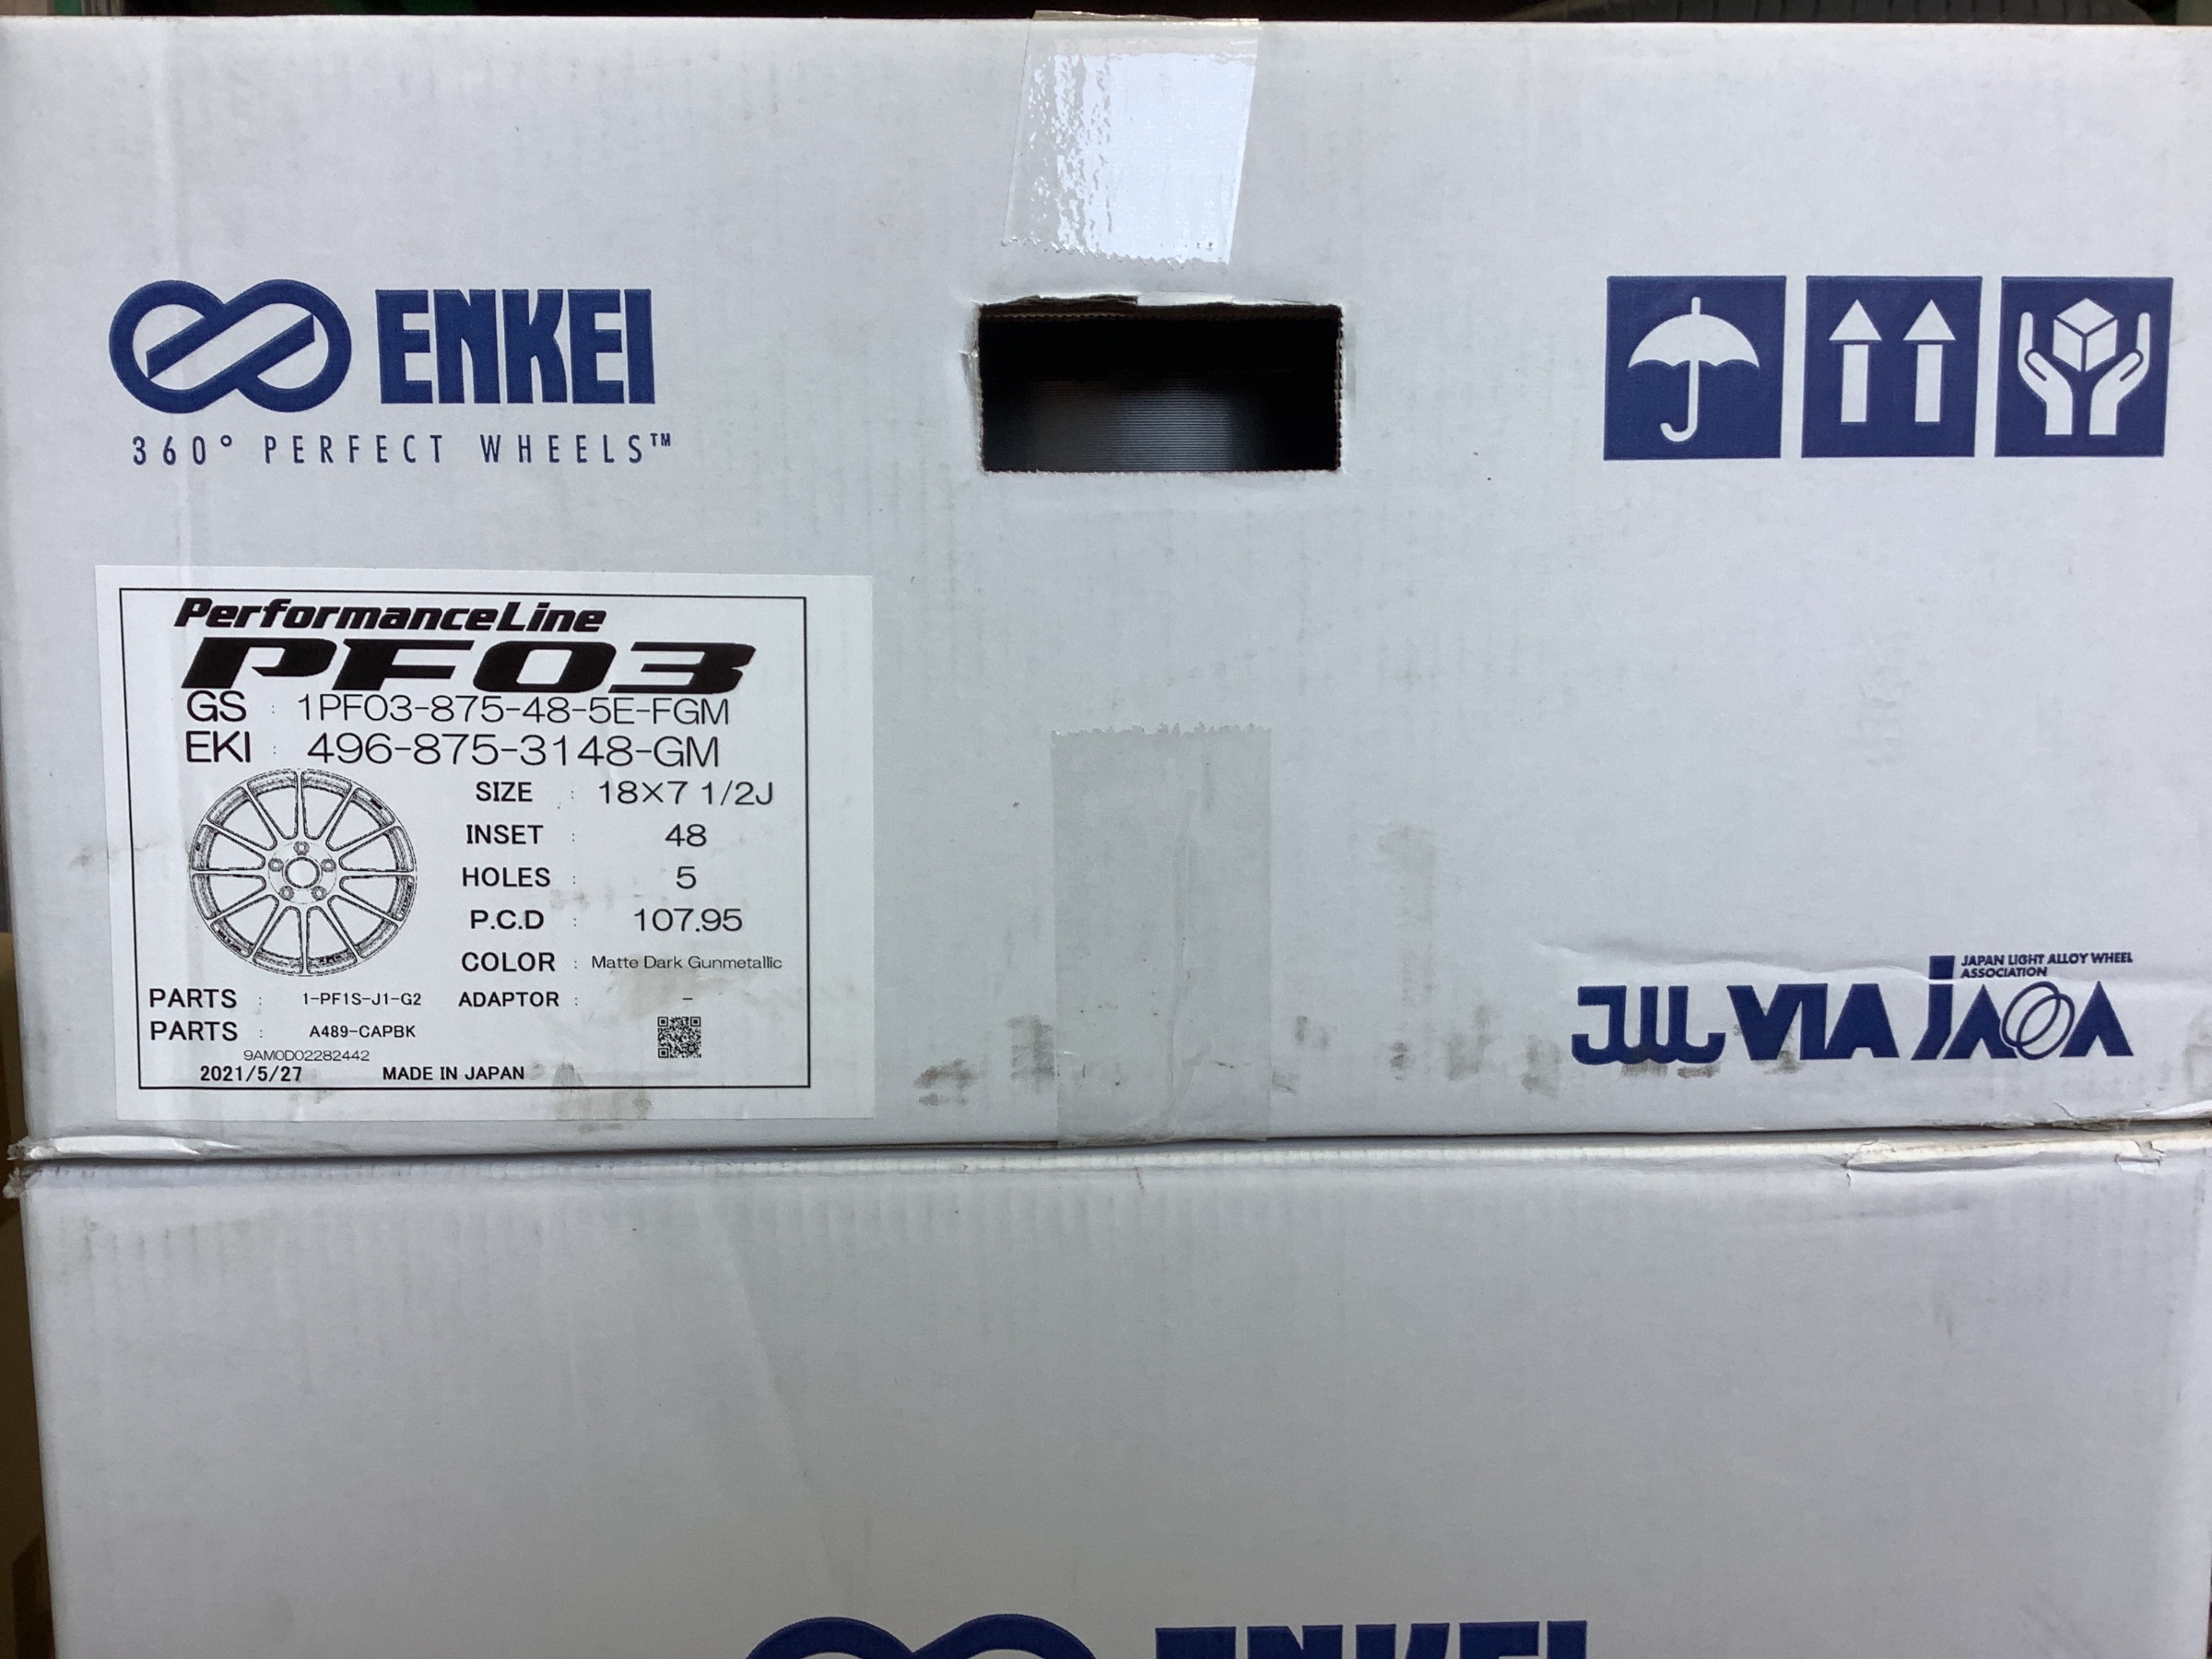 ENKEI
360° PERFECT WHEELS™
PerformanceLine
PF03
GS : 1PF03-875-48-5E-FGM
EKI : 496-875-3148-GM
SIZE : 18×7 1/2J
INSET : 48
HOLES : 5
P.C.D : 107.95
COLOR : Matte Dark Gunmetallic
PARTS : 1-PF1S-J1-G2 ADAPTOR : -
PARTS : A489-CAPBK
9AM0D02282442
2021/5/27 MADE IN JAPAN
JAPAN LIGHT ALLOY WHEEL
ASSOCIATION
JWL VIA JAWA
ENKEI